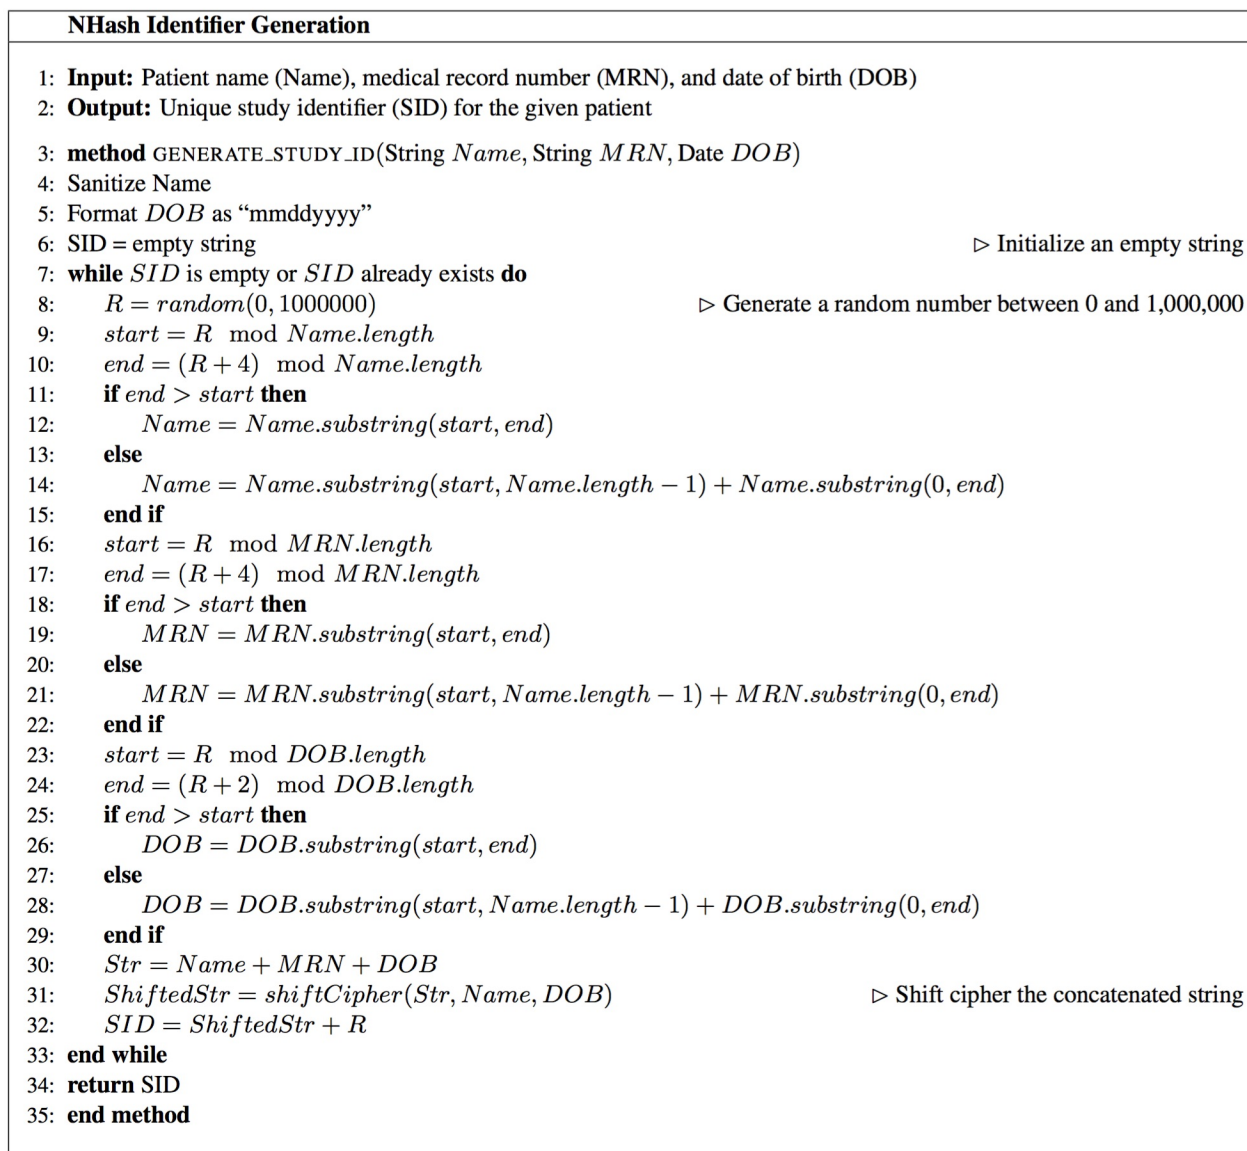 NHash Identifier Generation
1: Input: Patient name (Name), medical record number (MRN), and date of birth (DOB)
2: Output: Unique study identifier (SID) for the given patient
3: method GENERATE_STUDY_ID(String Name, String MRN, Date DOB)
4: Sanitize Name
5: Format DOB as “mmddyyyy”
6: SID = empty string ▷ Initialize an empty string
7: while SID is empty or SID already exists do
8: R = random(0, 1000000) ▷ Generate a random number between 0 and 1,000,000
9: start = R mod Name.length
10: end = (R + 4) mod Name.length
11: if end > start then
12: Name = Name.substring(start, end)
13: else
14: Name = Name.substring(start, Name.length − 1) + Name.substring(0, end)
15: end if
16: start = R mod MRN.length
17: end = (R + 4) mod MRN.length
18: if end > start then
19: MRN = MRN.substring(start, end)
20: else
21: MRN = MRN.substring(start, Name.length − 1) + MRN.substring(0, end)
22: end if
23: start = R mod DOB.length
24: end = (R + 2) mod DOB.length
25: if end > start then
26: DOB = DOB.substring(start, end)
27: else
28: DOB = DOB.substring(start, Name.length − 1) + DOB.substring(0, end)
29: end if
30: Str = Name + MRN + DOB
31: ShiftedStr = shiftCipher(Str, Name, DOB) ▷ Shift cipher the concatenated string
32: SID = ShiftedStr + R
33: end while
34: return SID
35: end method